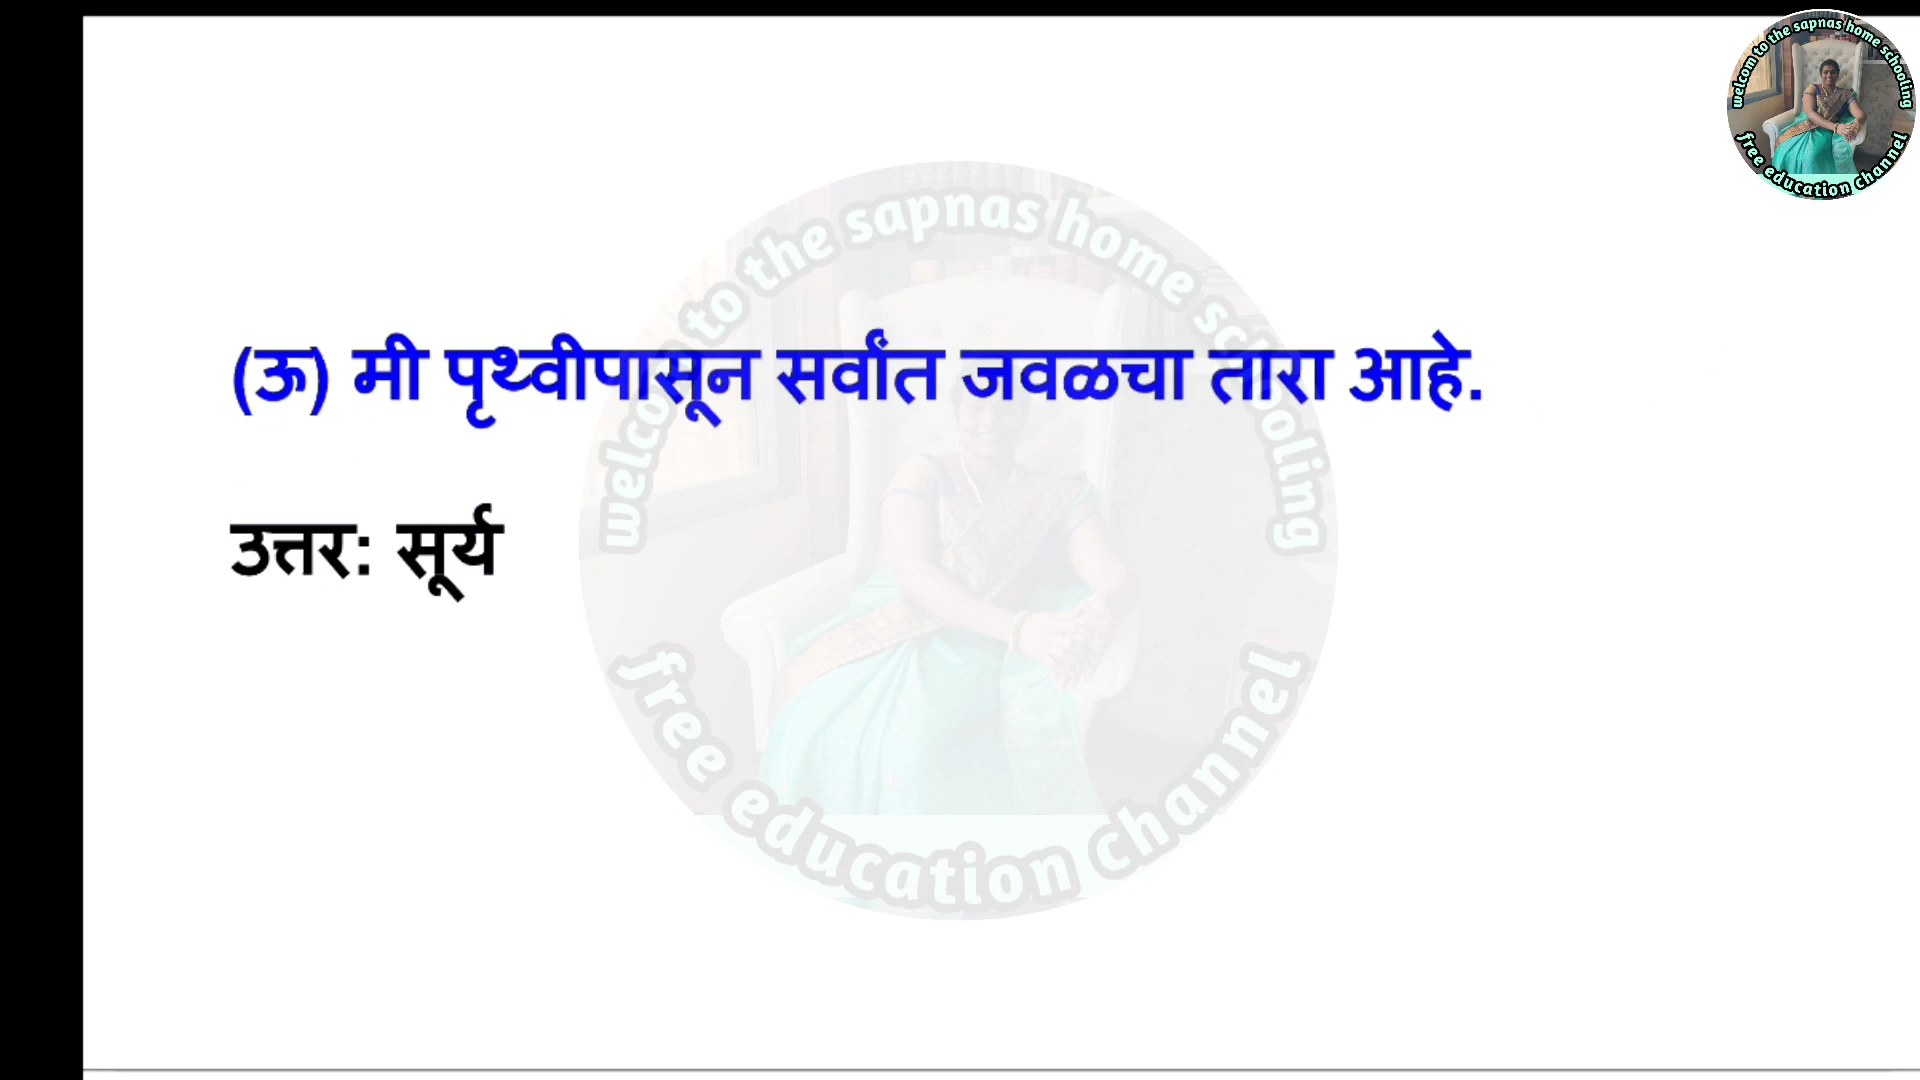 welcom to the sapnas home schooling
free education channel
(ऊ) मी पृथ्वीपासून सर्वांत जवळचा तारा आहे.
उत्तर: सूर्य
welcom to the sapnas home schooling
free education channel